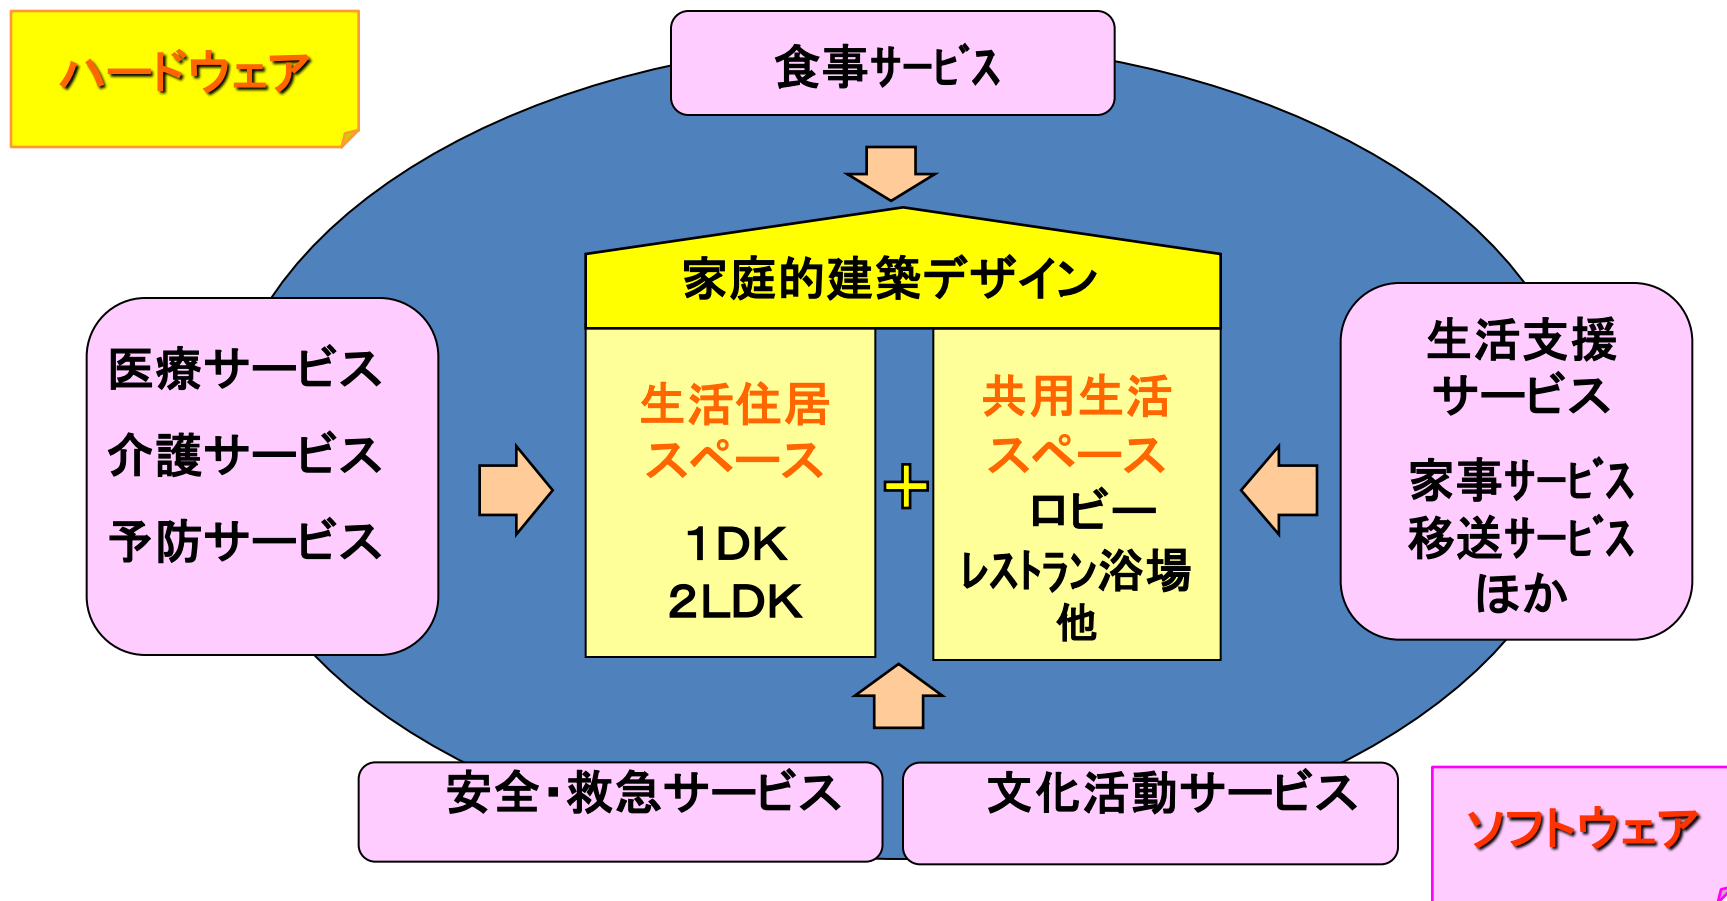 ハードウェア
食事ｻｰﾋﾞｽ
家庭的建築デザイン
医療サービス
介護サービス
予防サービス
生活住居
スペース
１ＤＫ
２ＬＤＫ
＋
共用生活
スペース
ロビー
ﾚｽﾄﾗﾝ浴場
他
生活支援
サービス
家事ｻｰﾋﾞｽ
移送ｻｰﾋﾞｽ
ほか
安全・救急サービス
文化活動サービス
ソフトウェア